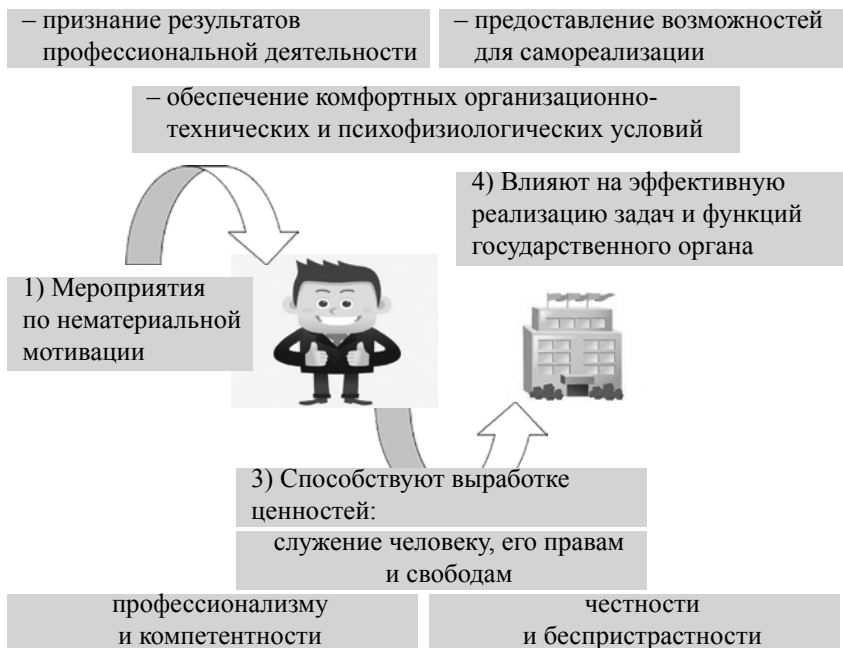 – признание результатов
профессиональной деятельности
– предоставление возможностей
для самореализации
– обеспечение комфортных организационно-
технических и психофизиологических условий
4) Влияют на эффективную
реализацию задач и функций
государственного органа
1) Мероприятия
по нематериальной
мотивации
3) Способствуют выработке
ценностей:
служение человеку, его правам
и свободам
профессионализму
и компетентности
честности
и беспристрастности